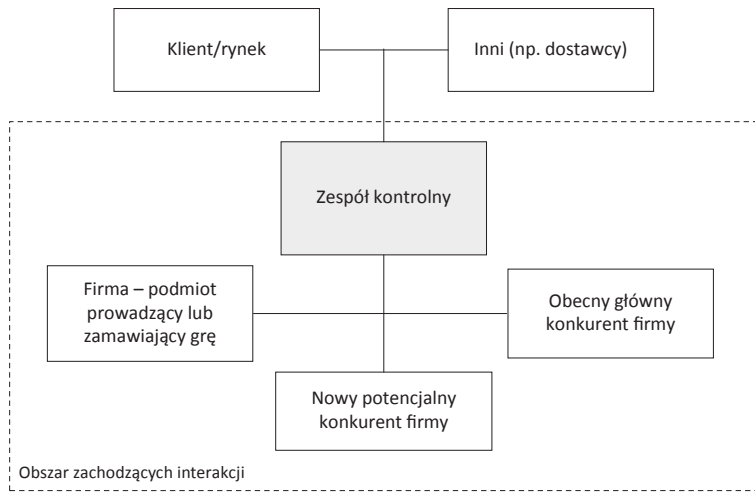 Klient/rynek
Inni (np. dostawcy)
Zespół kontrolny
Firma – podmiot
prowadzący lub
zamawiający grę
Obecny główny
konkurent firmy
Nowy potencjalny
konkurent firmy
Obszar zachodzących interakcji